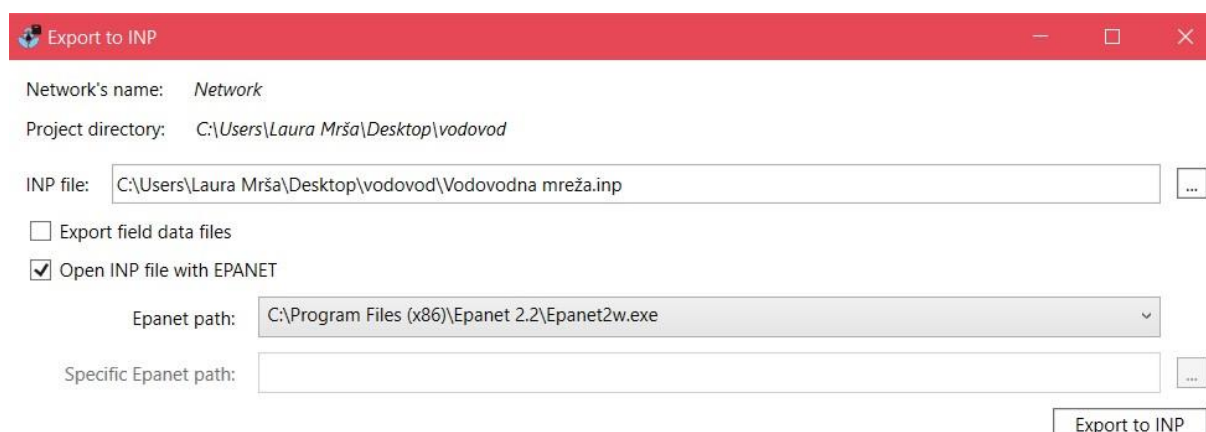 Export to INP
Network's name: Network
Project directory: C:\Users\Laura Mrša\Desktop\vodovod
INP file: C:\Users\Laura Mrša\Desktop\vodovod\Vodovodna mreža.inp ...
Export field data files
Open INP file with EPANET
Epanet path: C:\Program Files (x86)\Epanet 2.2\Epanet2w.exe
Specific Epanet path: ...
Export to INP